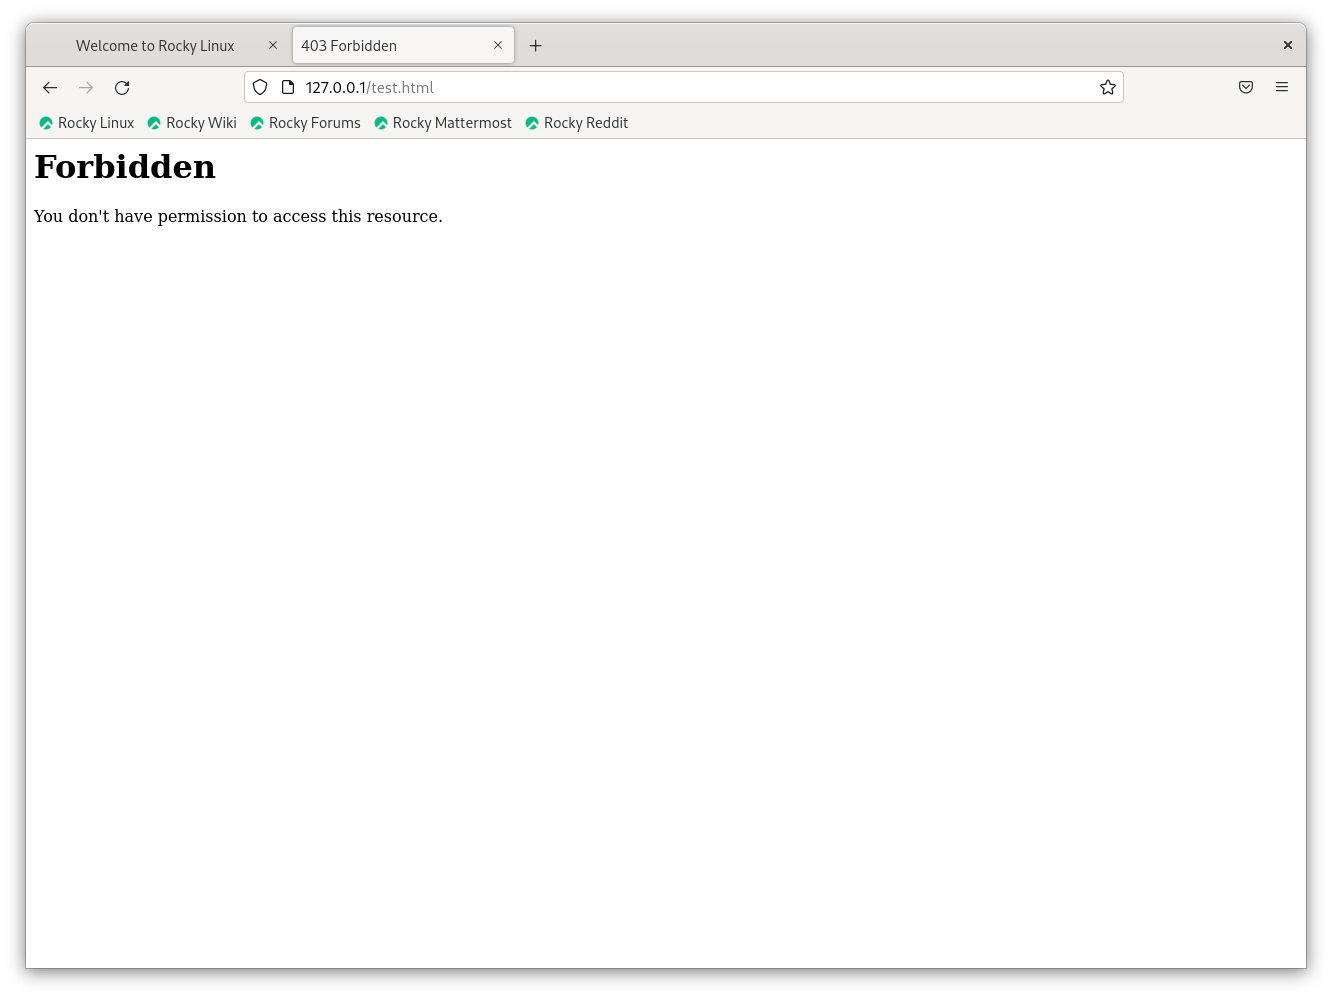 Welcome to Rocky Linux
403 Forbidden
127.0.0.1/test.html
Rocky Linux Rocky Wiki Rocky Forums Rocky Mattermost Rocky Reddit
Forbidden
You don't have permission to access this resource.